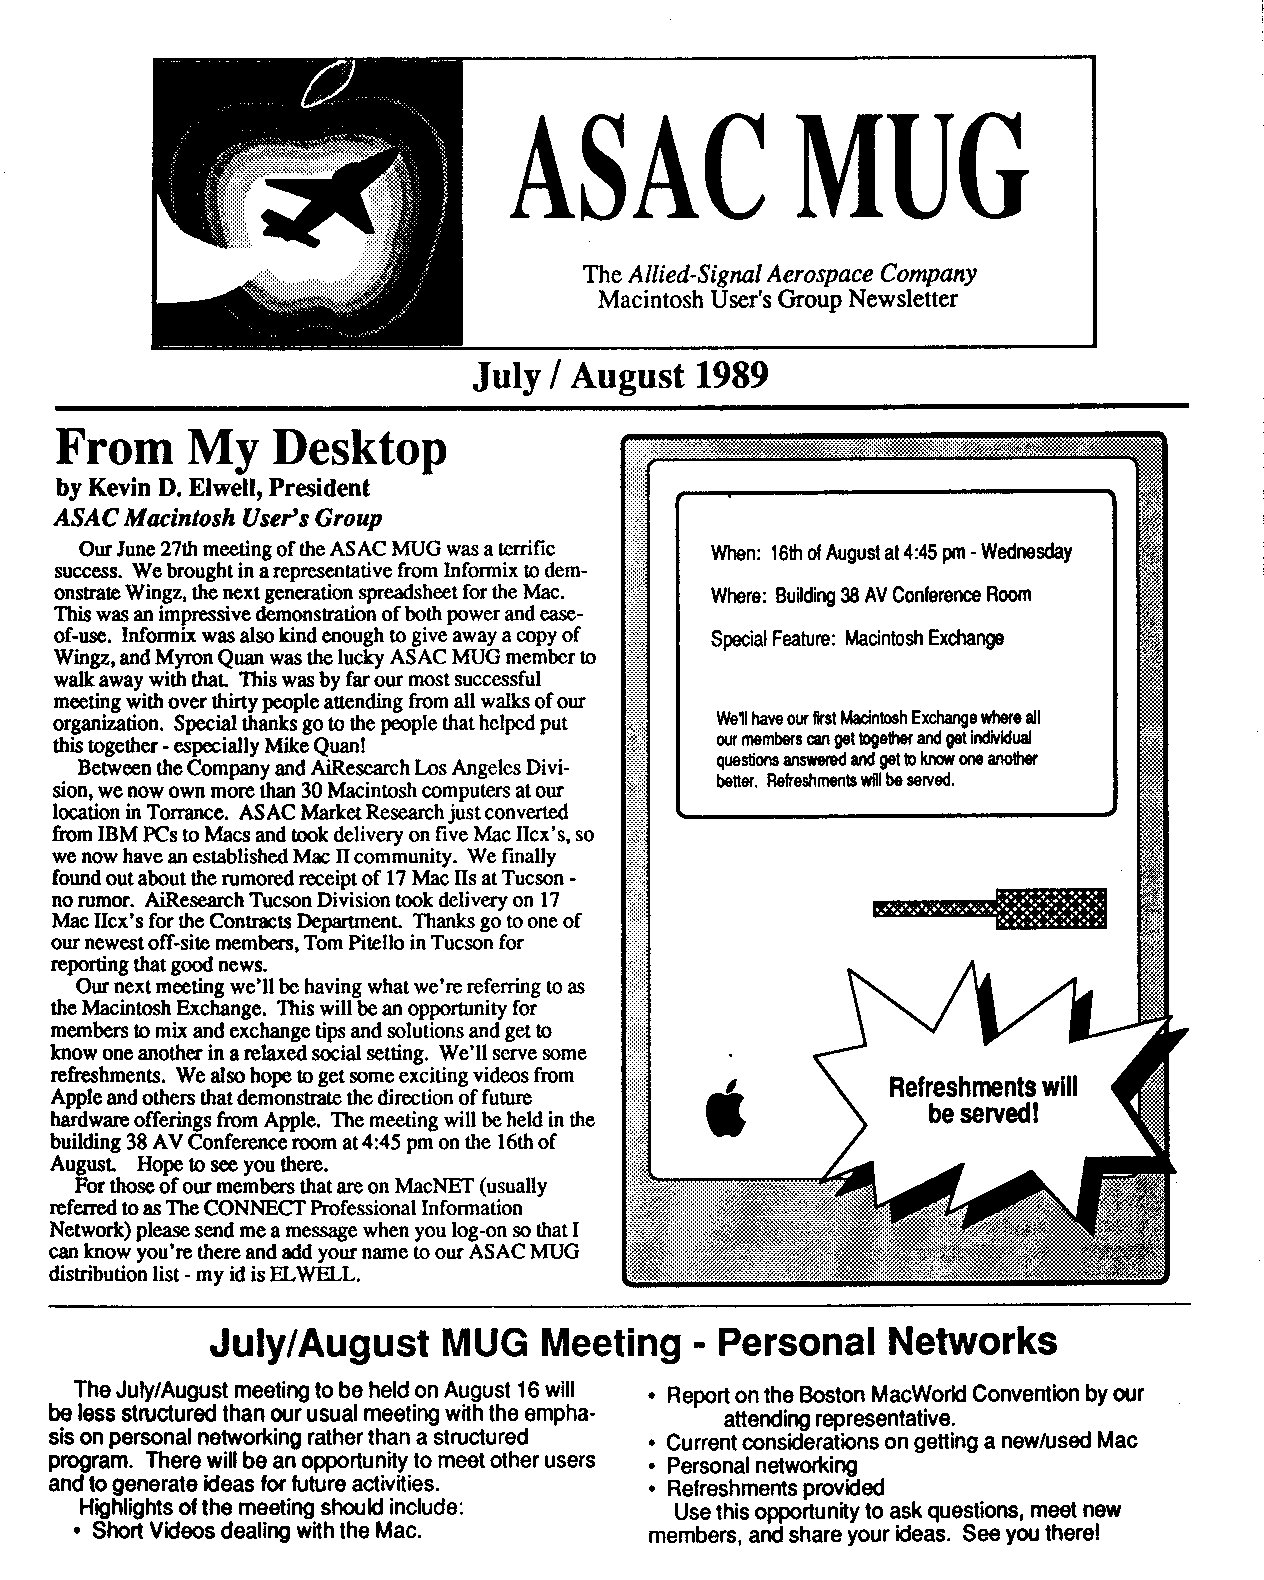 ASAC MUG
The Allied-Signal Aerospace Company
Macintosh User's Group Newsletter
July / August 1989
From My Desktop
by Kevin D. Elwell, President
ASAC Macintosh User's Group
Our June 27th meeting of the ASAC MUG was a terrific
success. We brought in a representative from Informix to dem-
onstrate Wingz, the next generation spreadsheet for the Mac.
This was an impressive demonstration of both power and ease-
of-use. Informix was also kind enough to give away a copy of
Wingz, and Myron Quan was the lucky ASAC MUG member to
walk away with that. This was by far our most successful
meeting with over thirty people attending from all walks of our
organization. Special thanks go to the people that helped put
this together - especially Mike Quan!
Between the Company and AiResearch Los Angeles Divi-
sion, we now own more than 30 Macintosh computers at our
location in Torrance. ASAC Market Research just converted
from IBM PCs to Macs and took delivery on five Mac IIcx's, so
we now have an established Mac II community. We finally
found out about the rumored receipt of 17 Mac IIs at Tucson -
no rumor. AiResearch Tucson Division took delivery on 17
Mac IIcx's for the Contracts Department. Thanks go to one of
our newest off-site members, Tom Pitello in Tucson for
reporting that good news.
Our next meeting we'll be having what we're referring to as
the Macintosh Exchange. This will be an opportunity for
members to mix and exchange tips and solutions and get to
know one another in a relaxed social setting. We'll serve some
refreshments. We also hope to get some exciting videos from
Apple and others that demonstrate the direction of future
hardware offerings from Apple. The meeting will be held in the
building 38 AV Conference room at 4:45 pm on the 16th of
August. Hope to see you there.
For those of our members that are on MacNET (usually
referred to as The CONNECT Professional Information
Network) please send me a message when you log-on so that I
can know you're there and add your name to our ASAC MUG
distribution list - my id is ELWELL.
When: 16th of August at 4:45 pm - Wednesday
Where: Building 38 AV Conference Room
Special Feature: Macintosh Exchange
We'll have our first Macintosh Exchange where all
our members can get together and get individual
questions answered and get to know one another
better. Refreshments will be served.
Refreshments will
be served!
July/August MUG Meeting - Personal Networks
The July/August meeting to be held on August 16 will
be less structured than our usual meeting with the empha-
sis on personal networking rather than a structured
program. There will be an opportunity to meet other users
and to generate ideas for future activities.
Highlights of the meeting should include:
• Short Videos dealing with the Mac.
• Report on the Boston MacWorld Convention by our
attending representative.
• Current considerations on getting a new/used Mac
• Personal networking
• Refreshments provided
Use this opportunity to ask questions, meet new
members, and share your ideas. See you there!